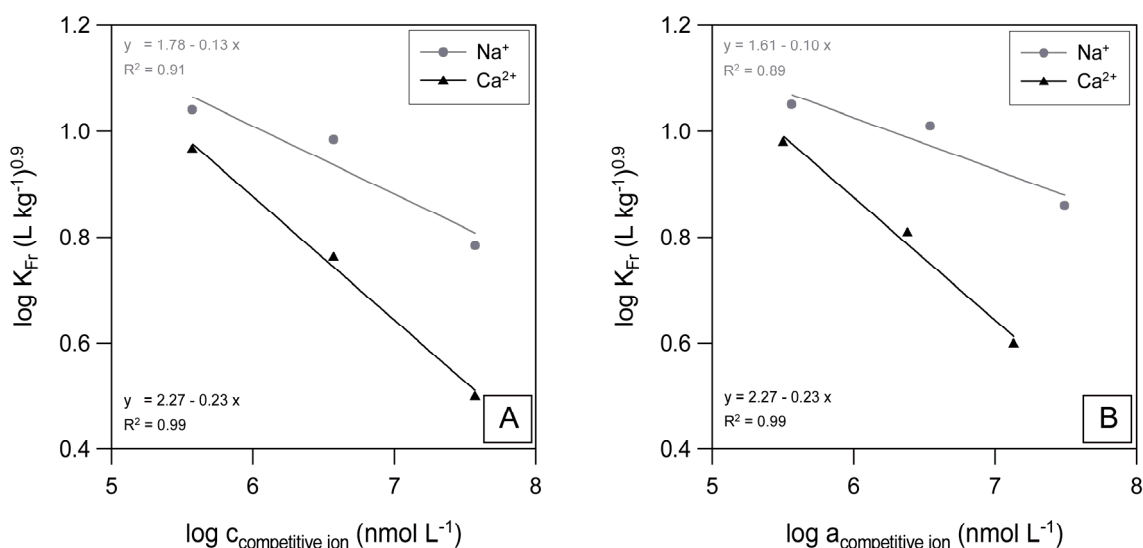 1.2
1.0
0.8
0.6
0.4
log K_Fr (L kg⁻¹)^0.9
y = 1.78 - 0.13 x
R² = 0.91
Na⁺
Ca²⁺
y = 2.27 - 0.23 x
R² = 0.99
A
5 6 7 8
log c_competitive ion (nmol L⁻¹)
1.2
1.0
0.8
0.6
0.4
log K_Fr (L kg⁻¹)^0.9
y = 1.61 - 0.10 x
R² = 0.89
Na⁺
Ca²⁺
y = 2.27 - 0.23 x
R² = 0.99
B
5 6 7 8
log a_competitive ion (nmol L⁻¹)